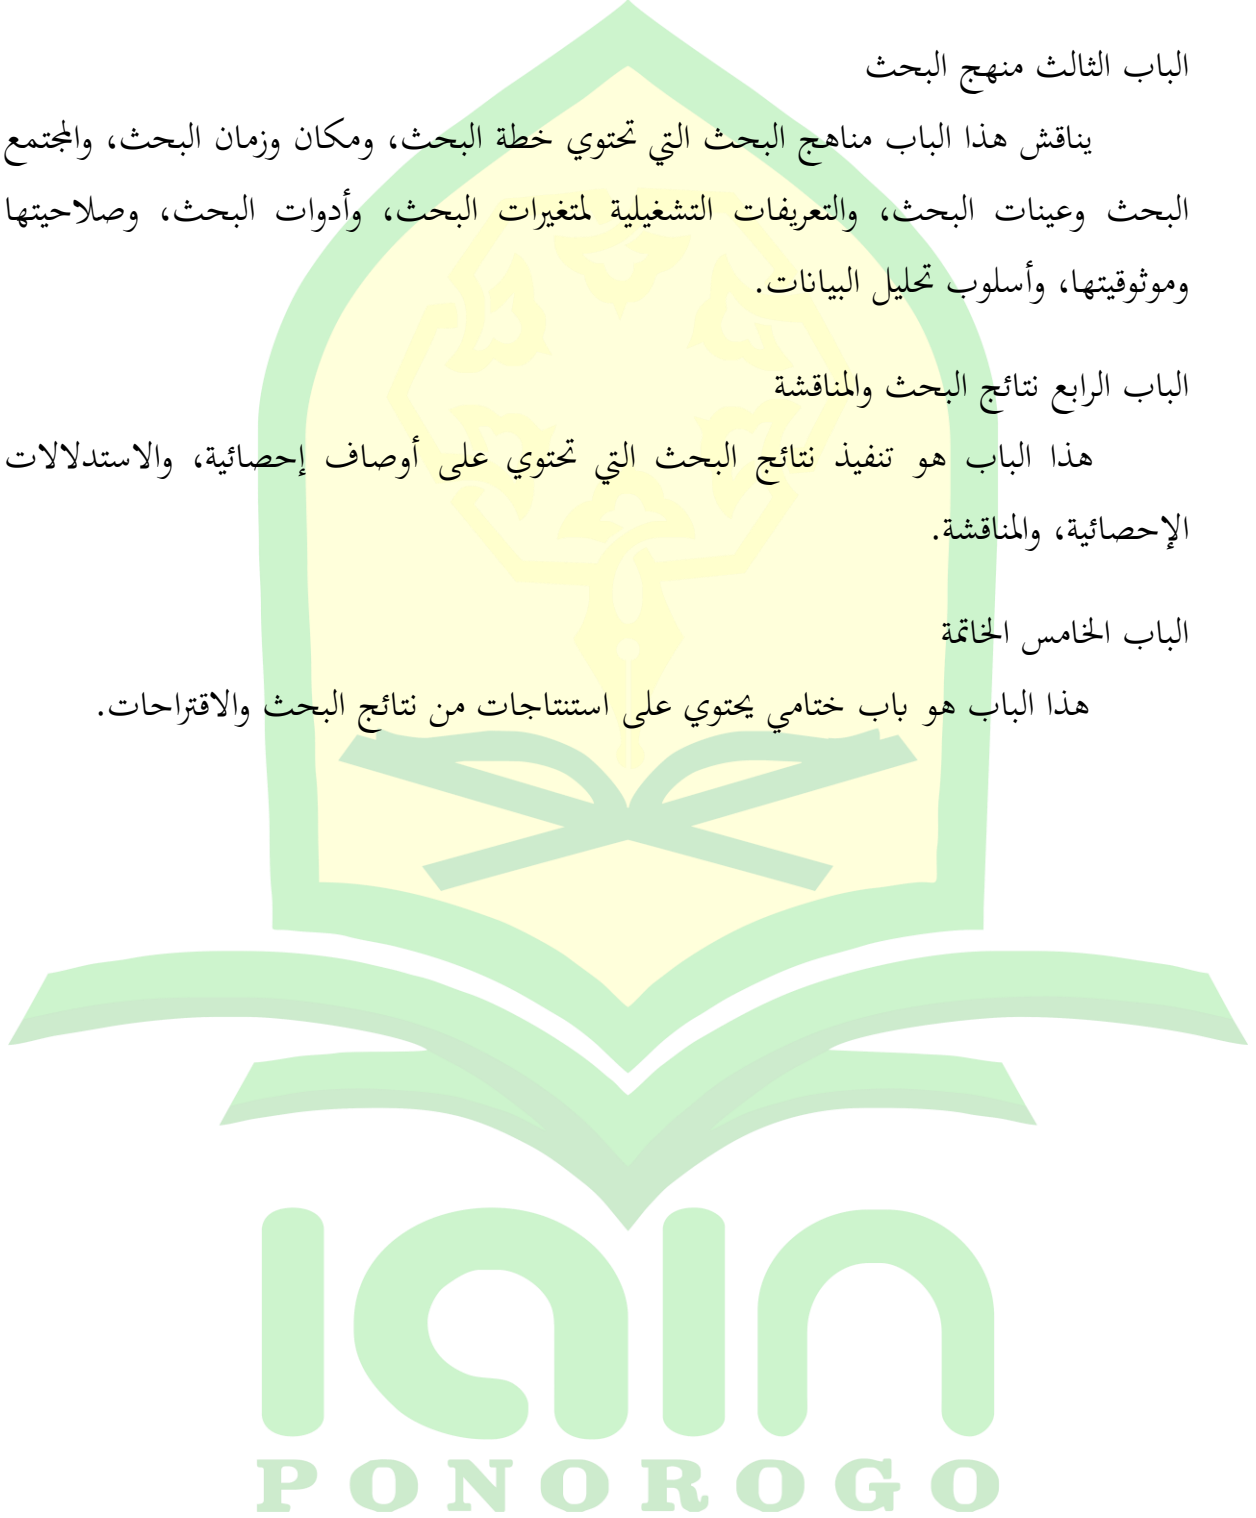 الباب الثالث منهج البحث
يناقش هذا الباب مناهج البحث التي تحتوي خطة البحث، ومكان وزمان البحث، والمجتمع
البحث وعينات البحث، والتعريفات التشغيلية لمتغيرات البحث، وأدوات البحث، وصلاحيتها
وموثوقيتها، وأسلوب تحليل البيانات.
الباب الرابع نتائج البحث والمناقشة
هذا الباب هو تنفيذ نتائج البحث التي تحتوي على أوصاف إحصائية، والاستدلالات
الإحصائية، والمناقشة.
الباب الخامس الخاتمة
هذا الباب هو باب ختامي يحتوي على استنتاجات من نتائج البحث والاقتراحات.
iain
PONOROGO